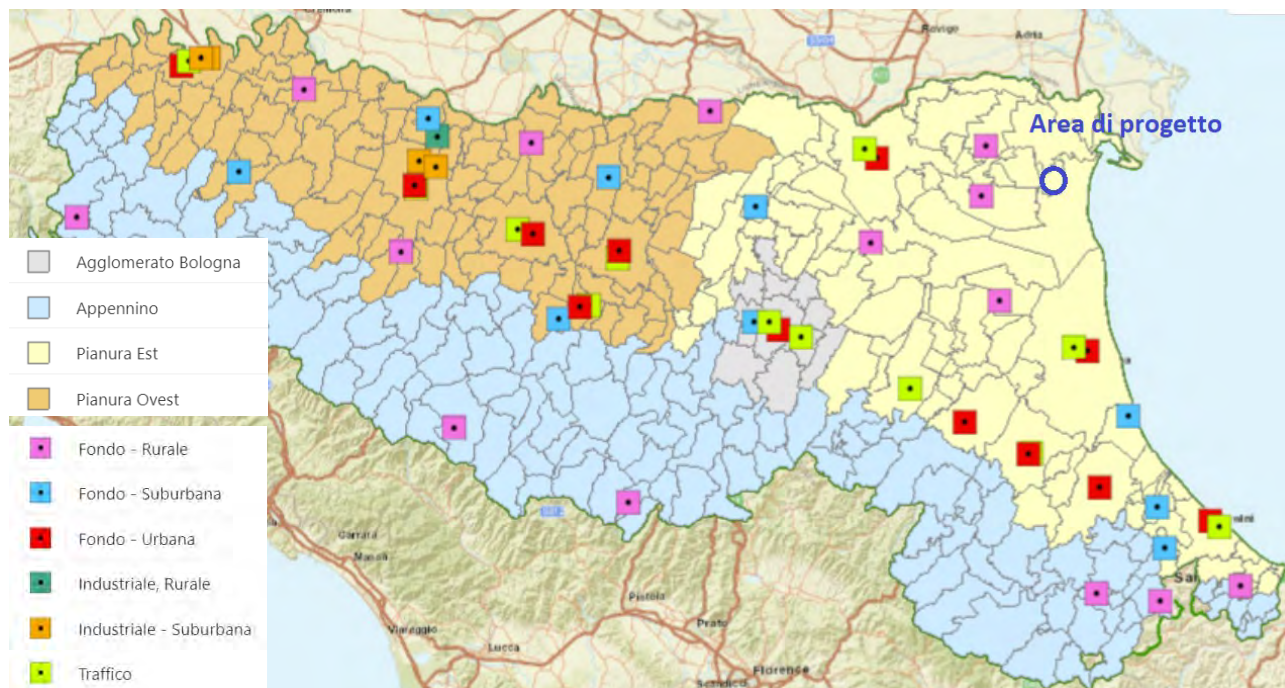 Rovigo
Adria
Area di progetto
Agglomerato Bologna
Appennino
Pianura Est
Pianura Ovest
Fondo - Rurale
Fondo - Suburbana
Fondo - Urbana
Industriale, Rurale
Industriale - Suburbana
Traffico
Carrara
Viareggio
Lucca
Pistoia
Prato
Florence
Scandicci